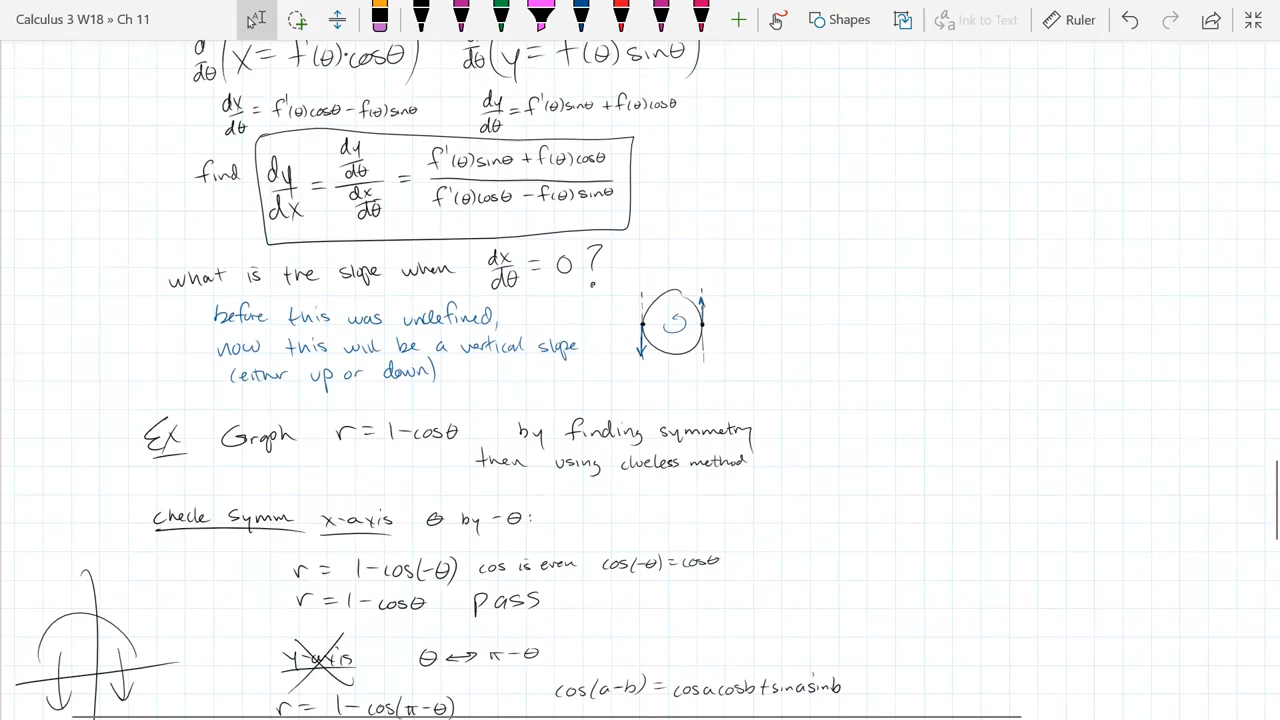 Calculus 3 W18 » Ch 11
Shapes
Link to Text
Ruler
d/dθ (x = f(θ)·cosθ) d/dθ (y = f(θ) sinθ)
dx/dθ = f'(θ)cosθ - f(θ)sinθ dy/dθ = f'(θ)sinθ + f(θ)cosθ
find dy/dx = (dy/dθ)/(dx/dθ) = (f'(θ)sinθ + f(θ)cosθ)/(f'(θ)cosθ - f(θ)sinθ)
what is the slope when dx/dθ = 0 ?
before this was undefined,
now this will be a vertical slope
(either up or down)
Ex Graph r = 1-cosθ by finding symmetry
then using clueless method
check symm x-axis θ by -θ:
r = 1-cos(-θ) cos is even cos(-θ)=cosθ
r = 1-cosθ pass
y-axis θ ↔ π-θ
cos(a-b) = cosacosb+sinasinb
r = 1-cos(π-θ)